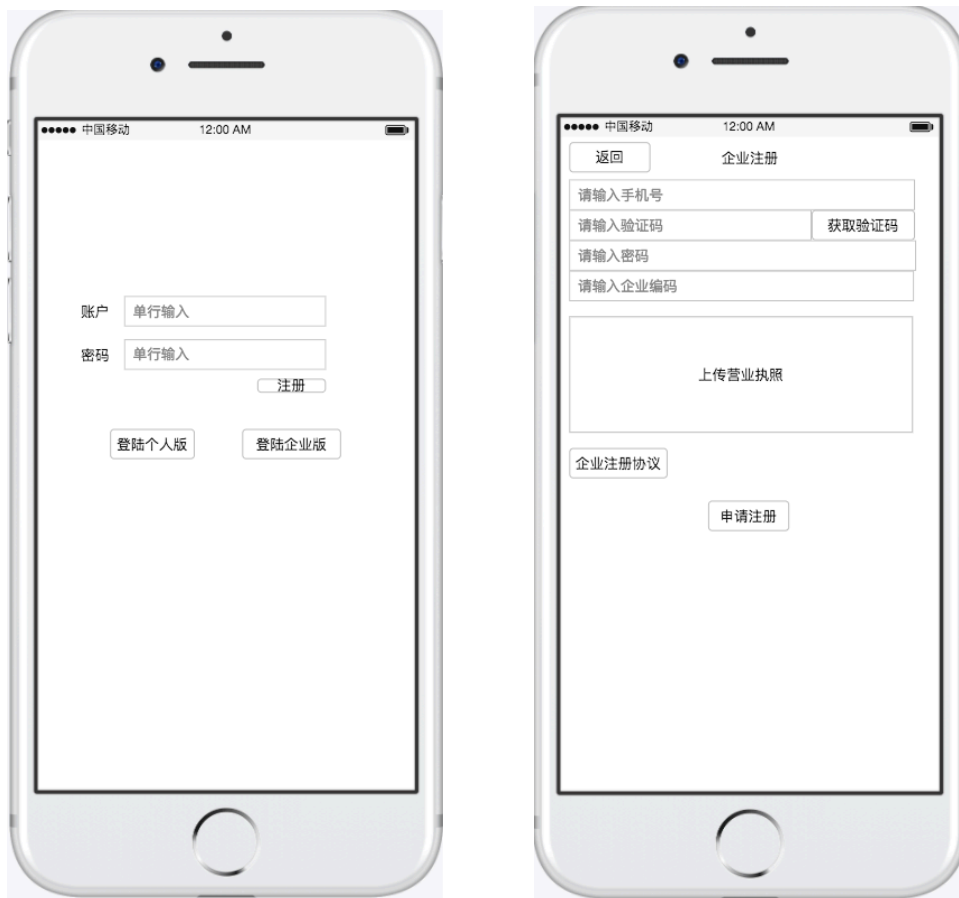 中国移动 12:00 AM
账户 单行输入
密码 单行输入
注册
登陆个人版 登陆企业版
中国移动 12:00 AM
返回 企业注册
请输入手机号
请输入验证码 获取验证码
请输入密码
请输入企业编码
上传营业执照
企业注册协议
申请注册